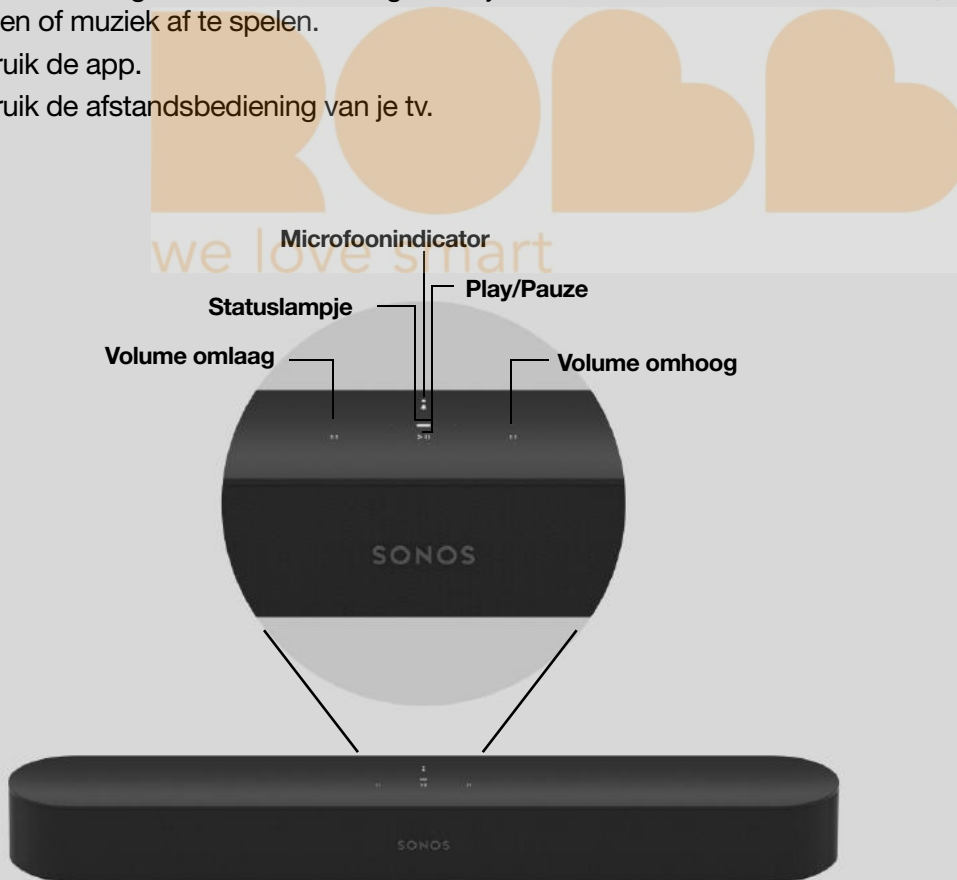 en of muziek af te spelen.
ruik de app.
ruik de afstandsbediening van je tv.
ROBB
we love smart
Microfoonindicator
Play/Pauze
Statuslampje
Volume omlaag
Volume omhoog
SONOS
SONOS